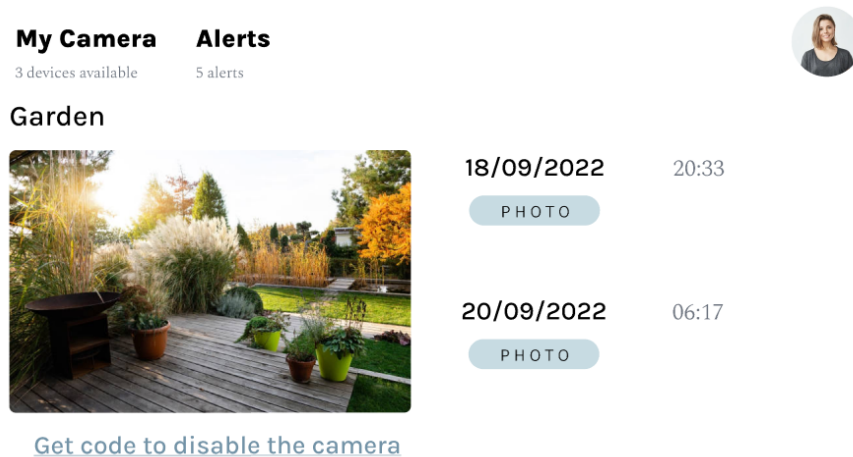 My Camera Alerts
3 devices available 5 alerts
Garden
18/09/2022 20:33
PHOTO
20/09/2022 06:17
PHOTO
Get code to disable the camera